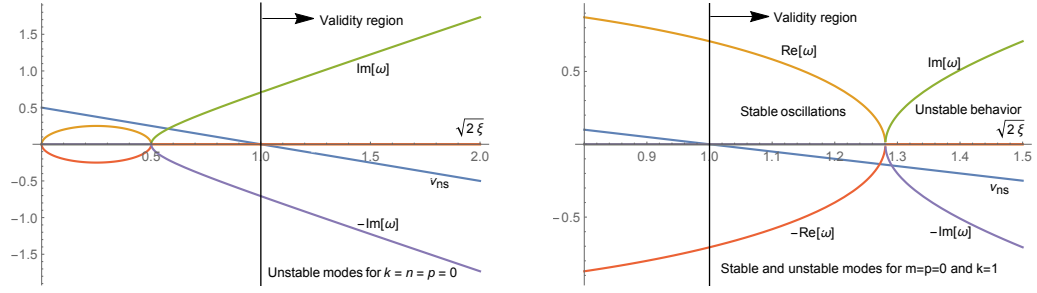 Validity region
1.5
Im[ω]
1.0
0.5
√2 ξ
0.5
1.0
1.5
2.0
-0.5
vns
-1.0
-Im[ω]
-1.5
Unstable modes for k = n = p = 0
Validity region
Re[ω]
Im[ω]
0.5
Stable oscillations
Unstable behavior
√2 ξ
0.9
1.0
1.1
1.2
1.3
1.4
1.5
vns
-0.5
-Re[ω]
-Im[ω]
Stable and unstable modes for m=p=0 and k=1